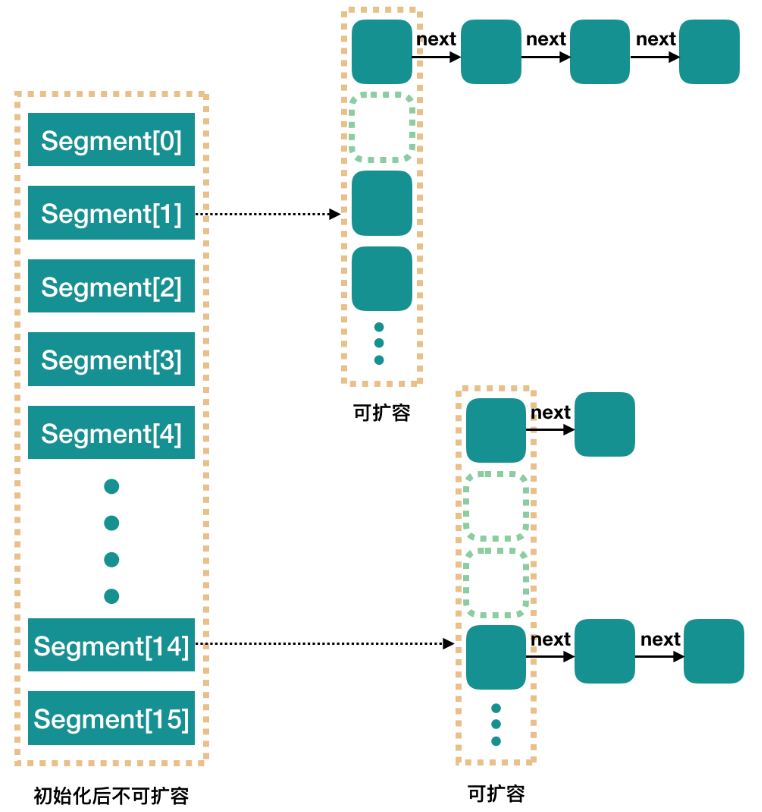 next next next
Segment[0]
Segment[1]
Segment[2]
Segment[3]
Segment[4]
可扩容
next
Segment[14]
next next
Segment[15]
初始化后不可扩容
可扩容